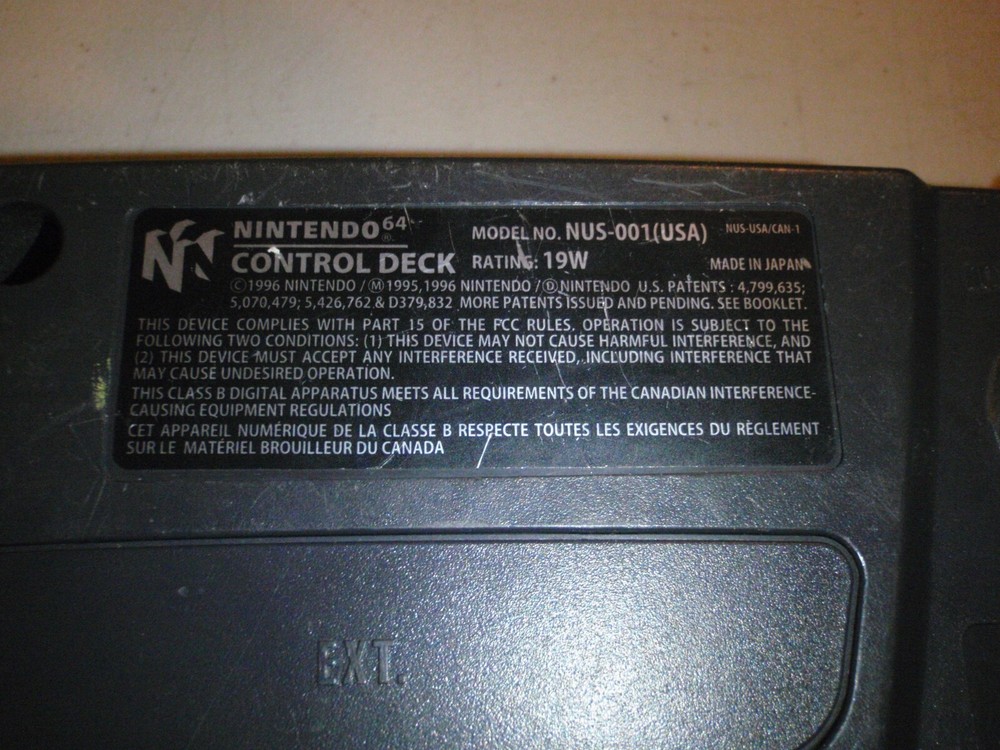 NINTENDO 64®
CONTROL DECK
MODEL NO. NUS-001(USA) NUS-USA/CAN-1
RATING: 19W MADE IN JAPAN
©1996 NINTENDO / Ⓜ1995,1996 NINTENDO / ⒹNINTENDO U.S. PATENTS : 4,799,635;
5,070,479; 5,426,762 & D379,832 MORE PATENTS ISSUED AND PENDING. SEE BOOKLET.
THIS DEVICE COMPLIES WITH PART 15 OF THE FCC RULES. OPERATION IS SUBJECT TO THE
FOLLOWING TWO CONDITIONS: (1) THIS DEVICE MAY NOT CAUSE HARMFUL INTERFERENCE, AND
(2) THIS DEVICE MUST ACCEPT ANY INTERFERENCE RECEIVED, INCLUDING INTERFERENCE THAT
MAY CAUSE UNDESIRED OPERATION.
THIS CLASS B DIGITAL APPARATUS MEETS ALL REQUIREMENTS OF THE CANADIAN INTERFERENCE-
CAUSING EQUIPMENT REGULATIONS
CET APPAREIL NUMÉRIQUE DE LA CLASSE B RESPECTE TOUTES LES EXIGENCES DU RÈGLEMENT
SUR LE MATÉRIEL BROUILLEUR DU CANADA
EXT.